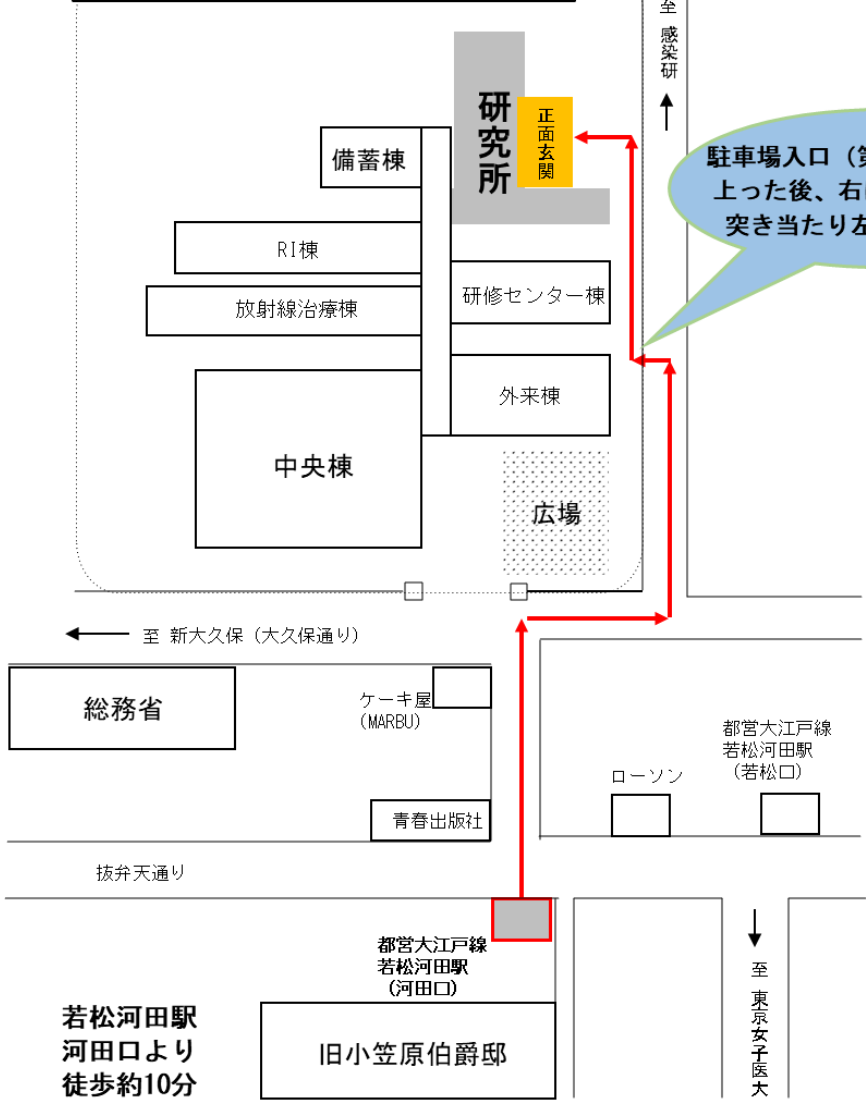 至 感染研
研究所
正面玄関
備蓄棟
駐車場入口（
上った後、右
突き当たり左
RI棟
放射線治療棟
研修センター棟
外来棟
中央棟
広場
至 新大久保（大久保通り）
総務省
ケーキ屋
(MARBU)
都営大江戸線
若松河田駅
（若松口）
ローソン
青春出版社
抜弁天通り
都営大江戸線
若松河田駅
（河田口）
至 東京女子医大
若松河田駅
河田口より
徒歩約10分
旧小笠原伯爵邸